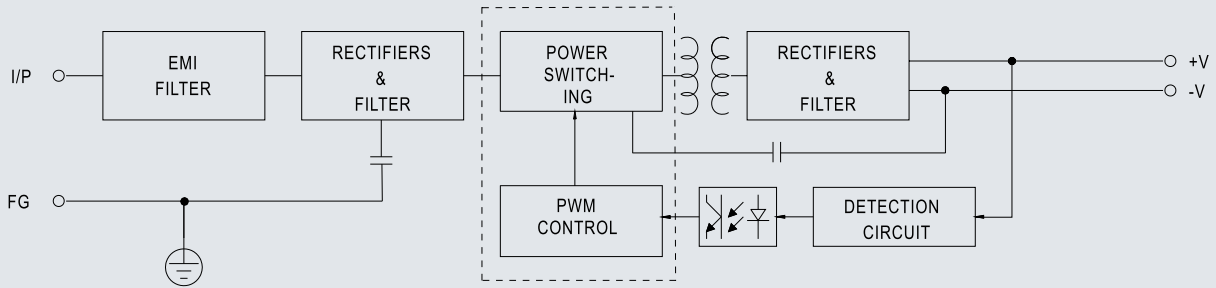 I/P
EMI
FILTER
RECTIFIERS
&
FILTER
POWER
SWITCH-
ING
RECTIFIERS
&
FILTER
+V
-V
FG
PWM
CONTROL
DETECTION
CIRCUIT